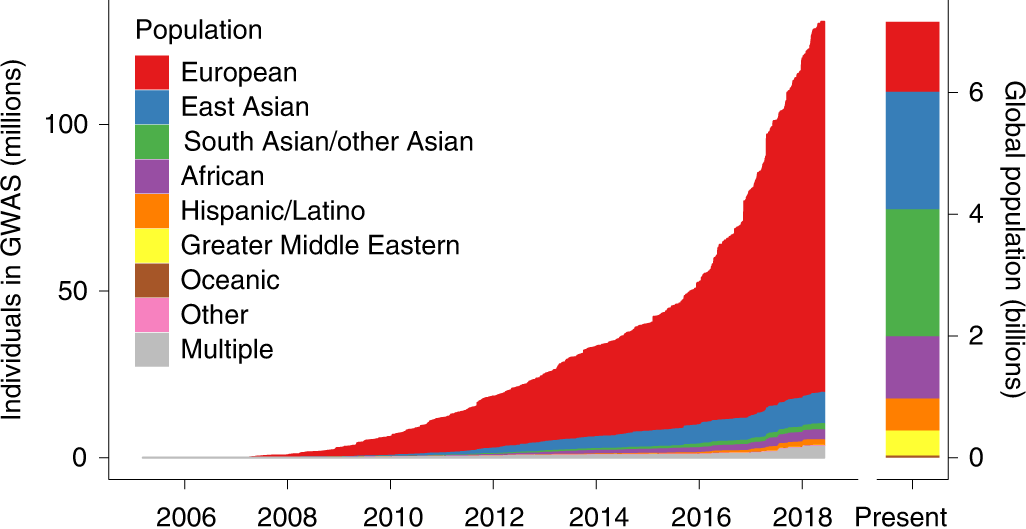 Population
European
East Asian
South Asian/other Asian
African
Hispanic/Latino
Greater Middle Eastern
Oceanic
Other
Multiple
Individuals in GWAS (millions)
100
50
0
2006 2008 2010 2012 2014 2016 2018 Present
6
4
2
0
Global population (billions)